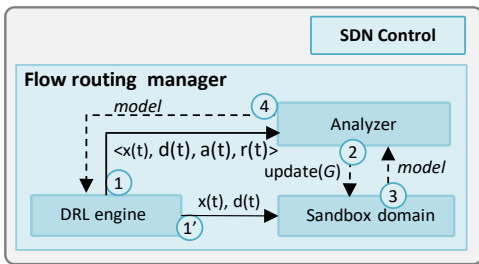 SDN Control
Flow routing manager
model
4
Analyzer
<x(t), d(t), a(t), r(t)>
2
update(G)
model
1
3
DRL engine
x(t), d(t)
Sandbox domain
1'